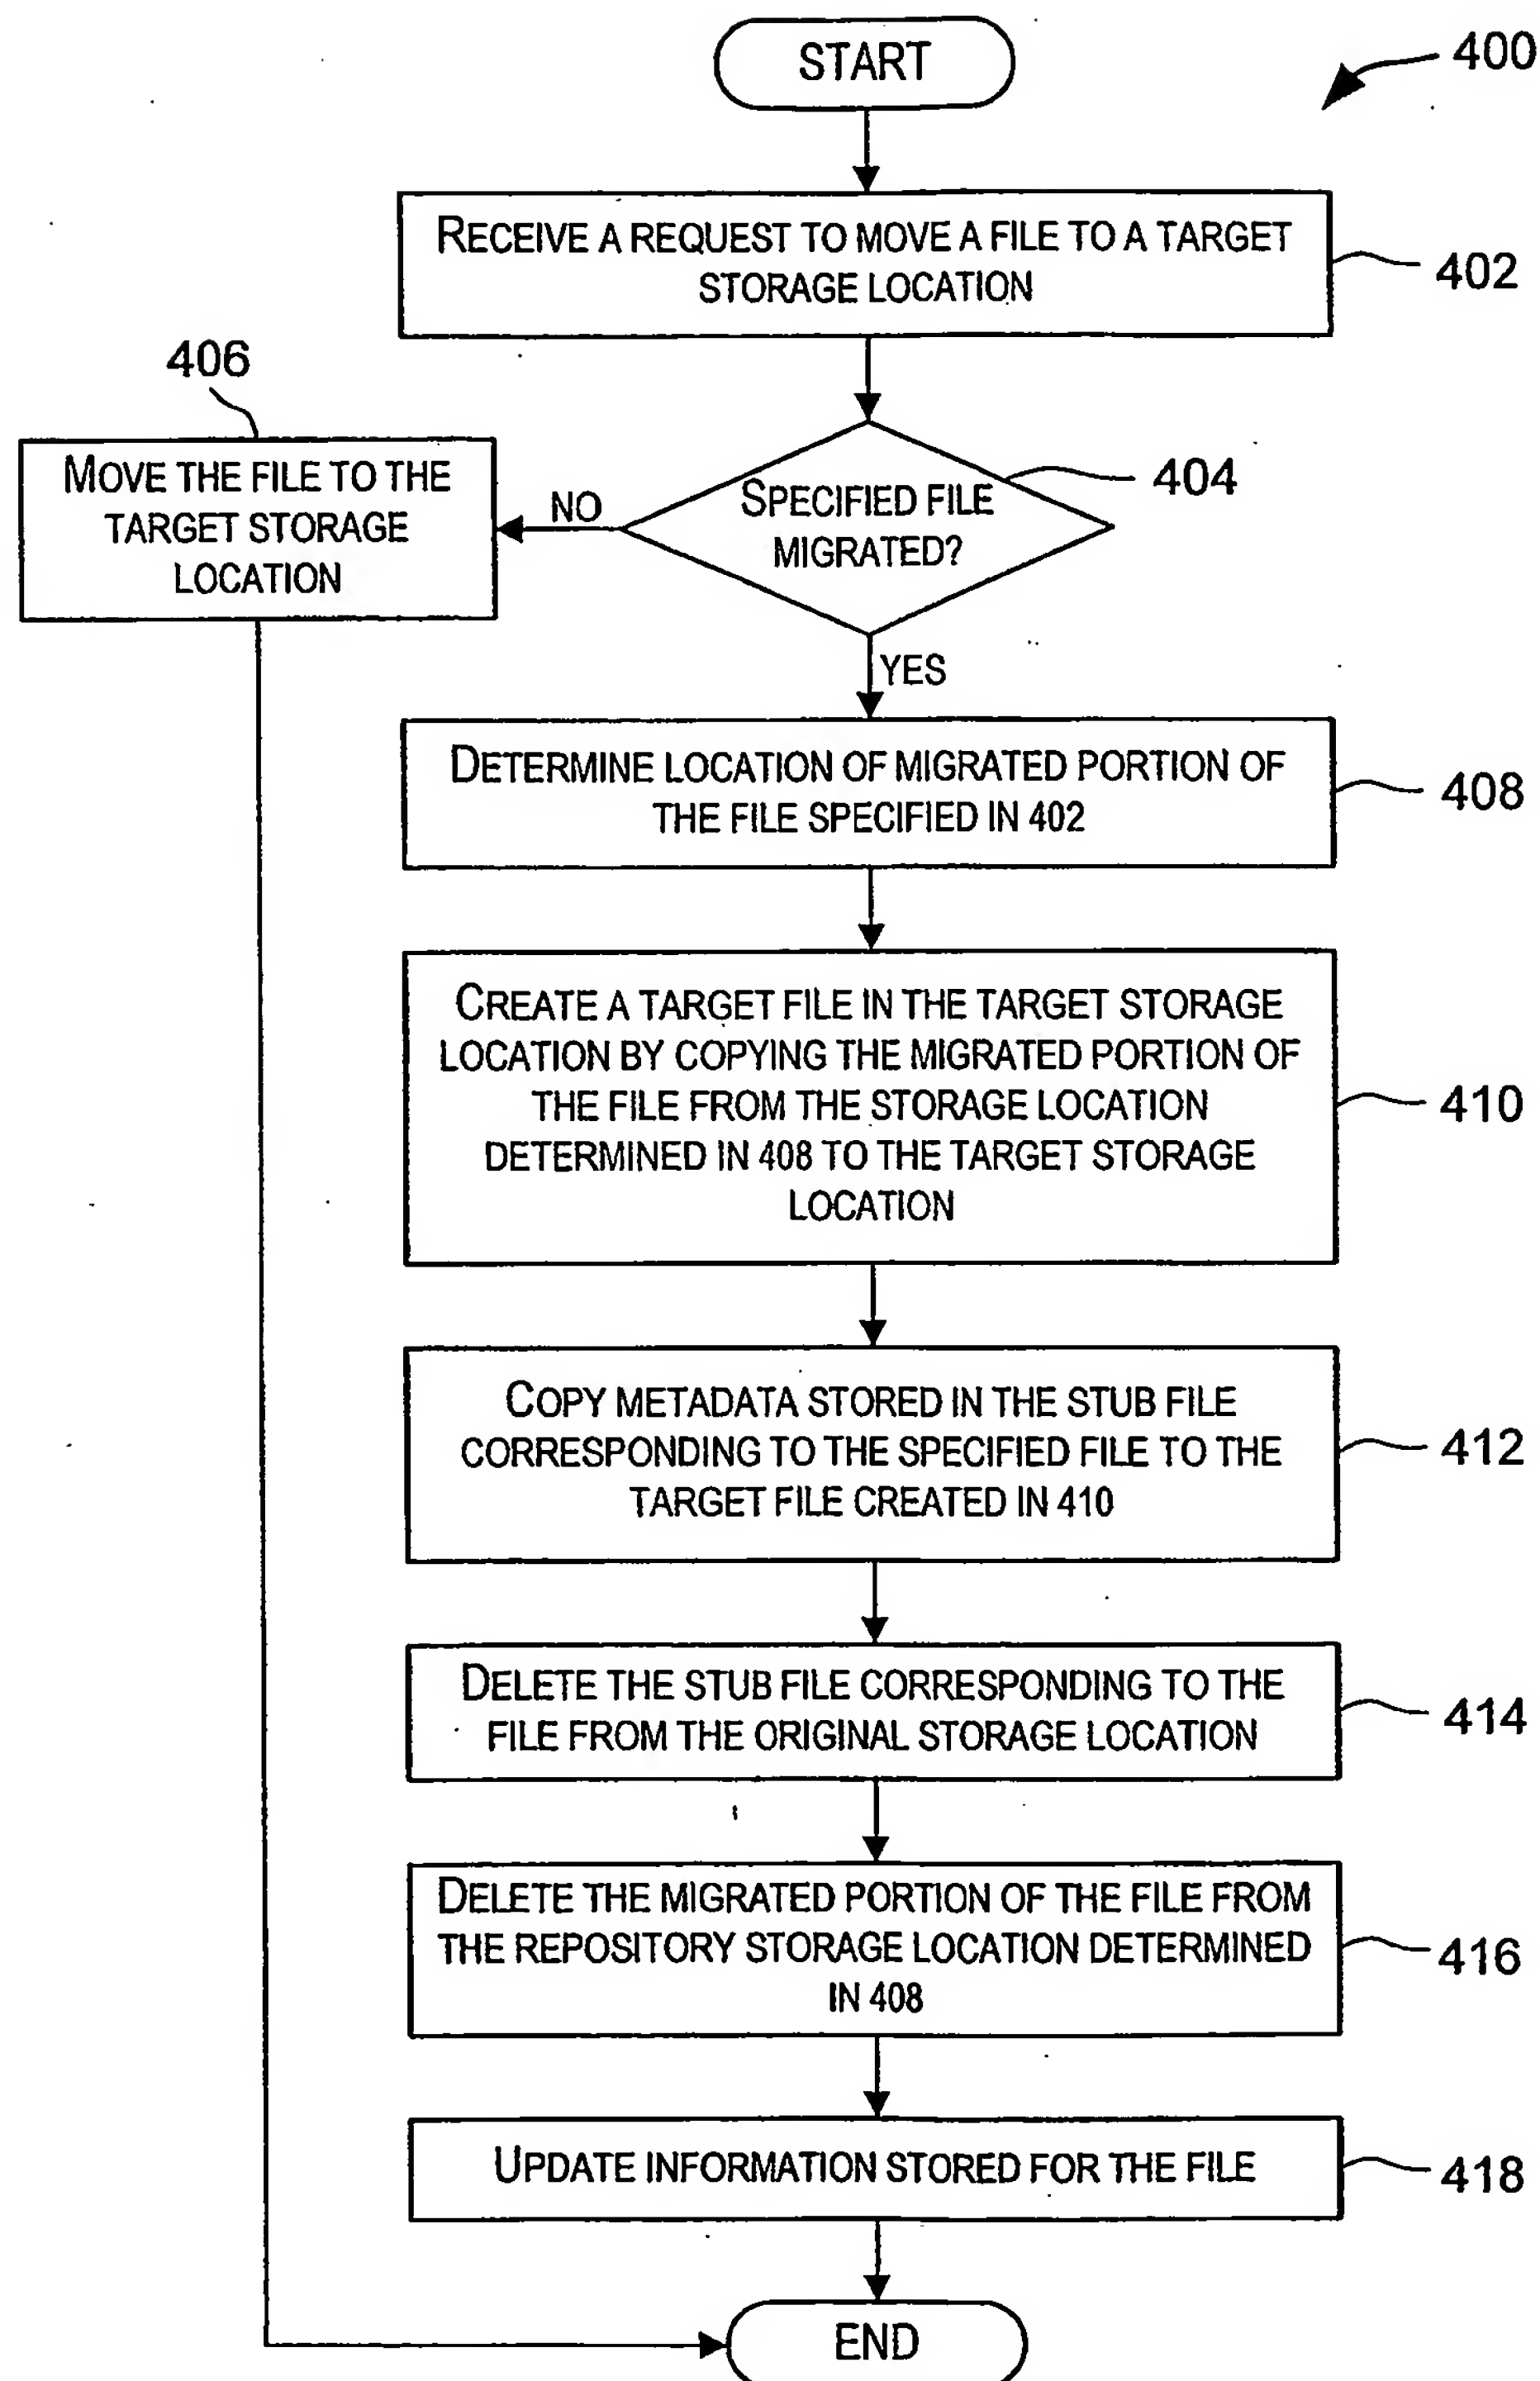 START
400
RECEIVE A REQUEST TO MOVE A FILE TO A TARGET
STORAGE LOCATION
402
406
MOVE THE FILE TO THE
TARGET STORAGE
LOCATION
NO
SPECIFIED FILE
MIGRATED?
404
YES
DETERMINE LOCATION OF MIGRATED PORTION OF
THE FILE SPECIFIED IN 402
408
CREATE A TARGET FILE IN THE TARGET STORAGE
LOCATION BY COPYING THE MIGRATED PORTION OF
THE FILE FROM THE STORAGE LOCATION
DETERMINED IN 408 TO THE TARGET STORAGE
LOCATION
410
COPY METADATA STORED IN THE STUB FILE
CORRESPONDING TO THE SPECIFIED FILE TO THE
TARGET FILE CREATED IN 410
412
DELETE THE STUB FILE CORRESPONDING TO THE
FILE FROM THE ORIGINAL STORAGE LOCATION
414
DELETE THE MIGRATED PORTION OF THE FILE FROM
THE REPOSITORY STORAGE LOCATION DETERMINED
IN 408
416
UPDATE INFORMATION STORED FOR THE FILE
418
END